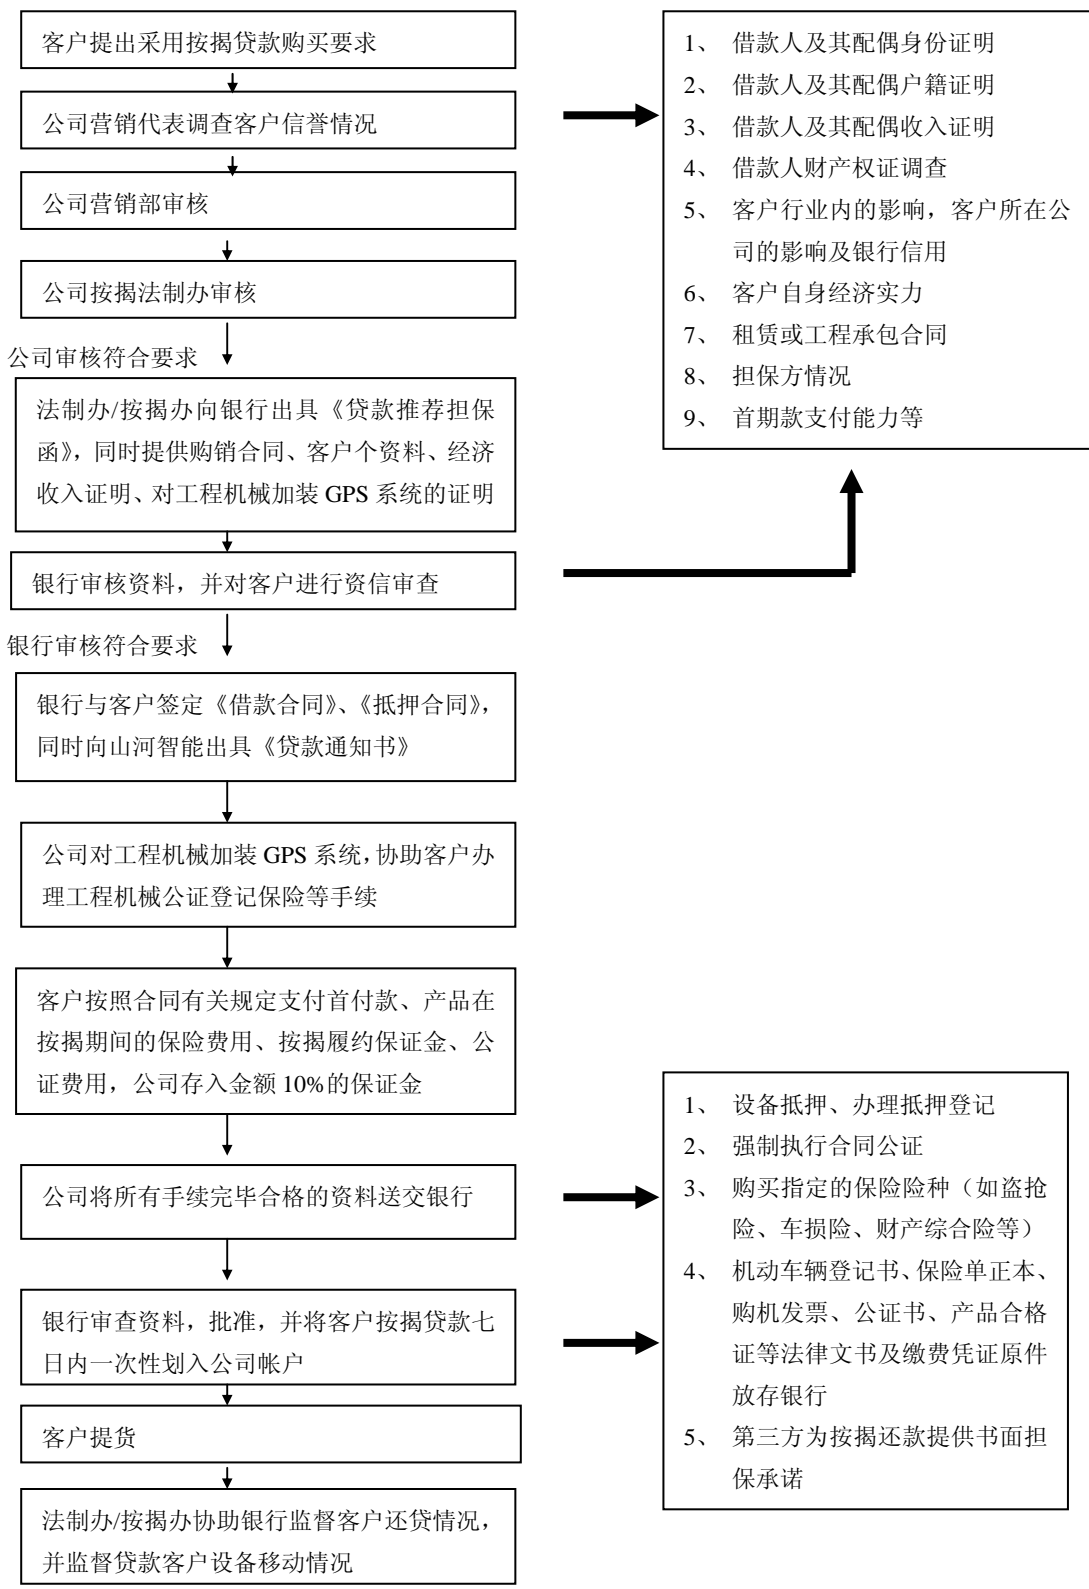 客户提出采用按揭贷款购买要求
公司营销代表调查客户信誉情况
公司营销部审核
公司按揭法制办审核
公司审核符合要求
法制办/按揭办向银行出具《贷款推荐担保
函》，同时提供购销合同、客户个资料、经济
收入证明、对工程机械加装 GPS 系统的证明
银行审核资料，并对客户进行资信审查
银行审核符合要求
银行与客户签定《借款合同》、《抵押合同》，
同时向山河智能出具《贷款通知书》
公司对工程机械加装 GPS 系统，协助客户办
理工程机械公证登记保险等手续
客户按照合同有关规定支付首付款、产品在
按揭期间的保险费用、按揭履约保证金、公
证费用，公司存入金额 10%的保证金
公司将所有手续完毕合格的资料送交银行
银行审查资料，批准，并将客户按揭贷款七
日内一次性划入公司帐户
客户提货
法制办/按揭办协助银行监督客户还贷情况，
并监督贷款客户设备移动情况
1、 借款人及其配偶身份证明
2、 借款人及其配偶户籍证明
3、 借款人及其配偶收入证明
4、 借款人财产权证调查
5、 客户行业内的影响，客户所在公
司的影响及银行信用
6、 客户自身经济实力
7、 租赁或工程承包合同
8、 担保方情况
9、 首期款支付能力等
1、 设备抵押、办理抵押登记
2、 强制执行合同公证
3、 购买指定的保险险种（如盗抢
险、车损险、财产综合险等）
4、 机动车辆登记书、保险单正本、
购机发票、公证书、产品合格
证等法律文书及缴费凭证原件
放存银行
5、 第三方为按揭还款提供书面担
保承诺